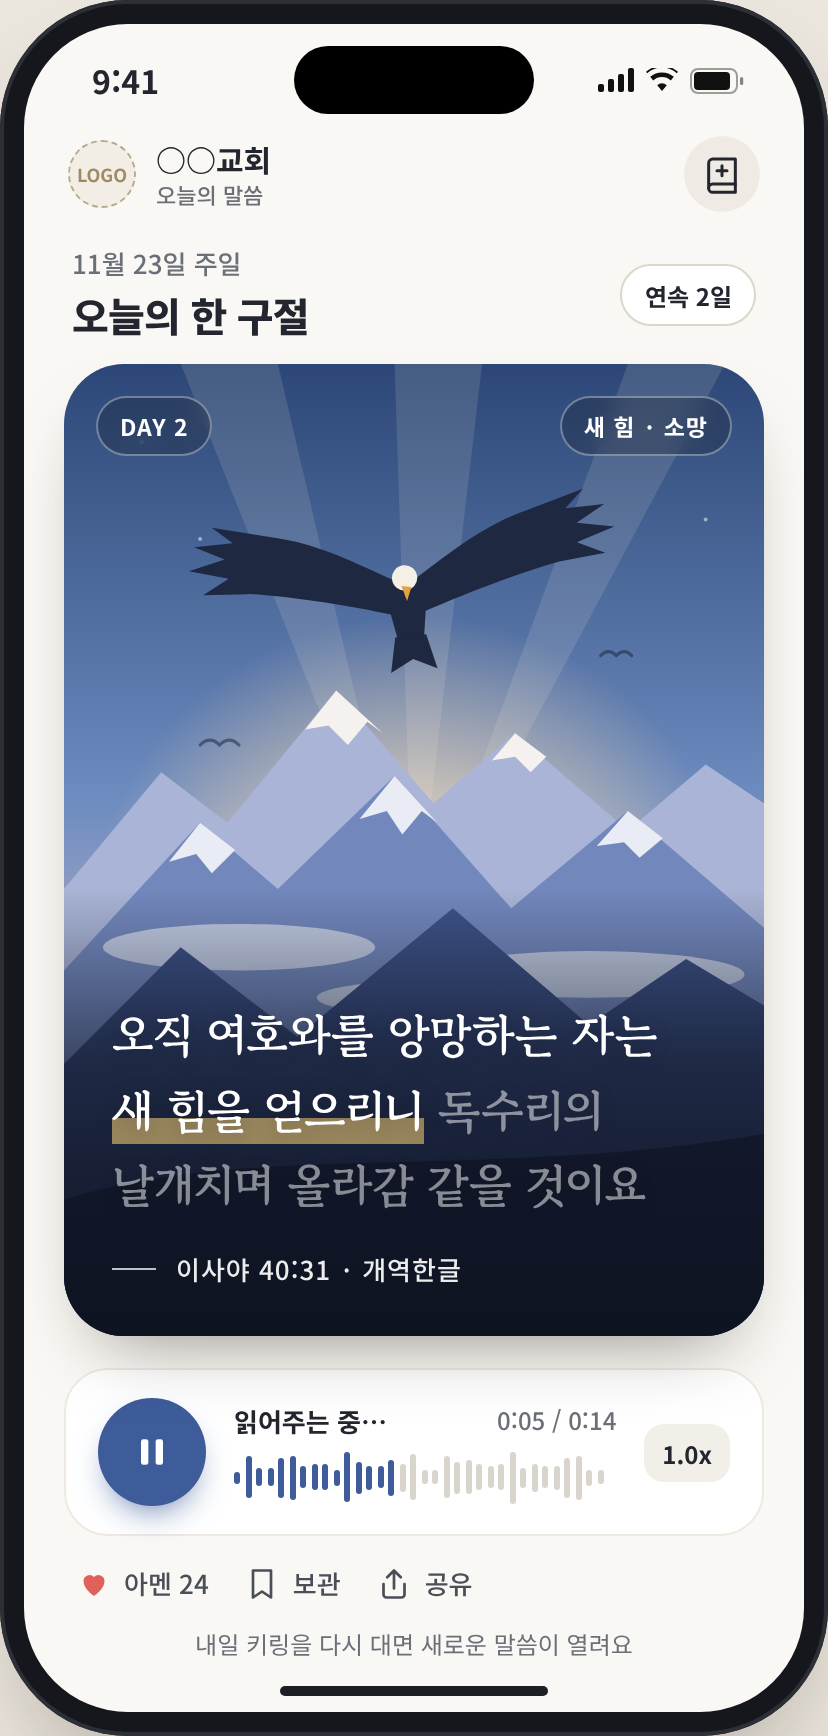 9:41
LOGO
○○교회
오늘의 말씀
11월 23일 주일
오늘의 한 구절
연속 2일
DAY 2
새 힘 · 소망
오직 여호와를 앙망하는 자는
새 힘을 얻으리니 독수리의
날개치며 올라감 같을 것이요
이사야 40:31 · 개역한글
읽어주는 중…
0:05 / 0:14
1.0x
아멘 24
보관
공유
내일 키링을 다시 대면 새로운 말씀이 열려요